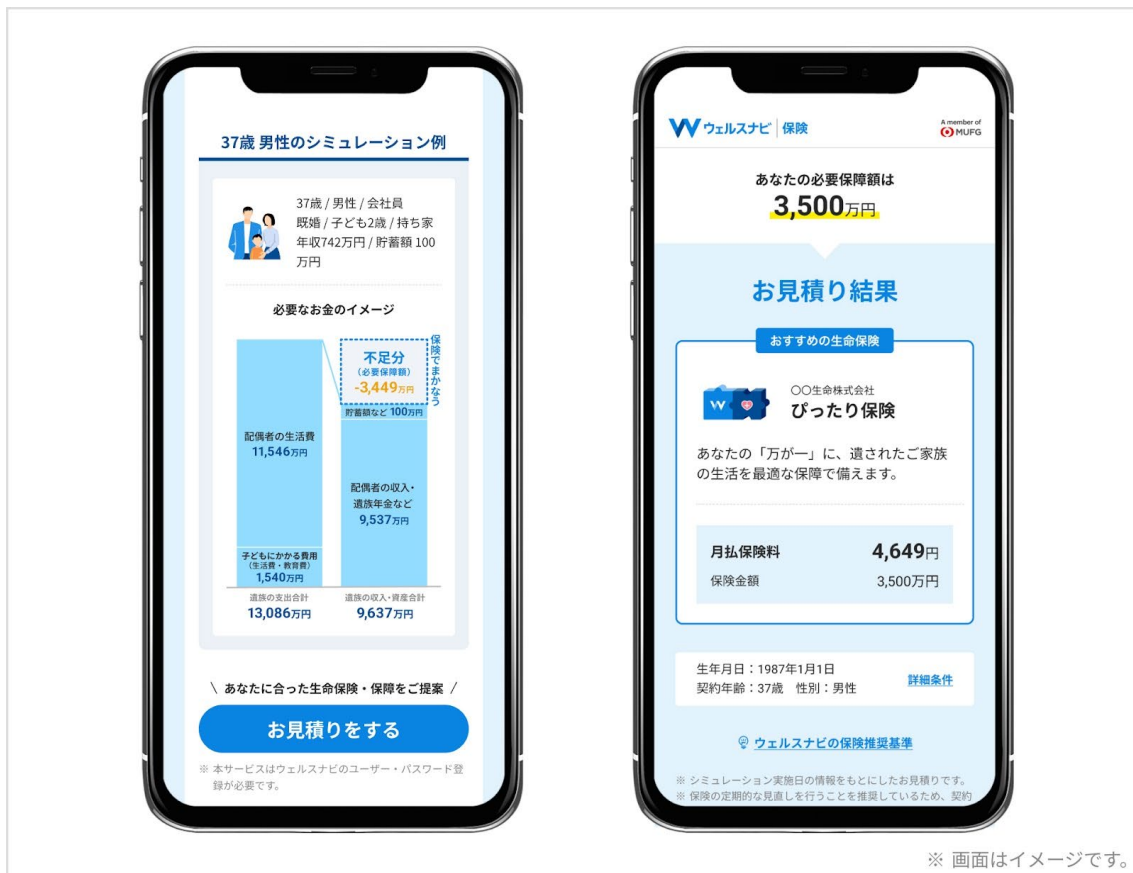 37歳 男性のシミュレーション例
37歳 / 男性 / 会社員
既婚 / 子ども2歳 / 持ち家
年収742万円 / 貯蓄額 100
万円
必要なお金のイメージ
配偶者の生活費
11,546万円
子どもにかかる費用
(生活費・教育費)
1,540万円
遺族の支出合計
13,086万円
不足分
(必要保障額)
-3,449万円
保険でまかなう
貯蓄額など 100万円
配偶者の収入・
遺族年金など
9,537万円
遺族の収入・資産合計
9,637万円
\ あなたに合った生命保険・保障をご提案 /
お見積りをする
※ 本サービスはウェルスナビのユーザー・パスワード登
録が必要です。
W ウェルスナビ | 保険
A member of
MUFG
あなたの必要保障額は
3,500万円
お見積り結果
おすすめの生命保険
W
〇〇生命株式会社
ぴったり保険
あなたの「万が一」に、遺されたご家族
の生活を最適な保障で備えます。
月払保険料 4,649円
保険金額 3,500万円
生年月日：1987年1月1日
契約年齢：37歳 性別：男性
詳細条件
ウェルスナビの保険推奨基準
※ シミュレーション実施日の情報をもとにしたお見積りです。
※ 保険の定期的な見直しを行うことを推奨しているため、契約
※ 画面はイメージです。